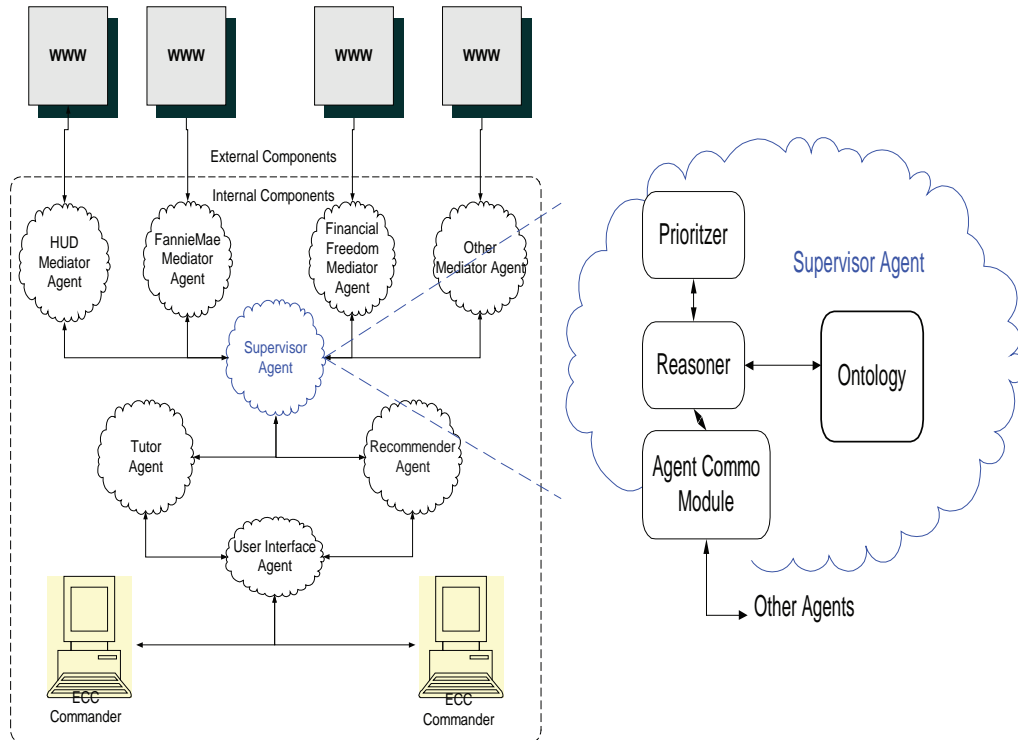 WWW
WWW
WWW
WWW
External Components
Internal Components
HUD
Mediator
Agent
FannieMae
Mediator
Agent
Financial
Freedom
Mediator
Agent
Other
Mediator Agent
Supervisor
Agent
Tutor
Agent
Recommender
Agent
User Interface
Agent
ECC
Commander
ECC
Commander
Prioritzer
Supervisor Agent
Reasoner
Ontology
Agent Commo
Module
Other Agents